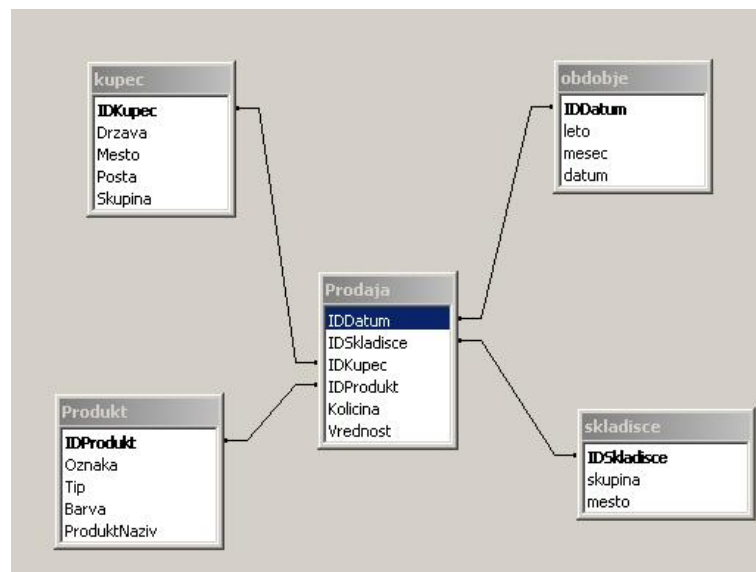 kupec
IDKupec
Drzava
Mesto
Posta
Skupina
obdobje
IDDatum
leto
mesec
datum
Prodaja
IDDatum
IDSkladisce
IDKupec
IDProdukt
Kolicina
Vrednost
Produkt
IDProdukt
Oznaka
Tip
Barva
ProduktNaziv
skladisce
IDSkladisce
skupina
mesto